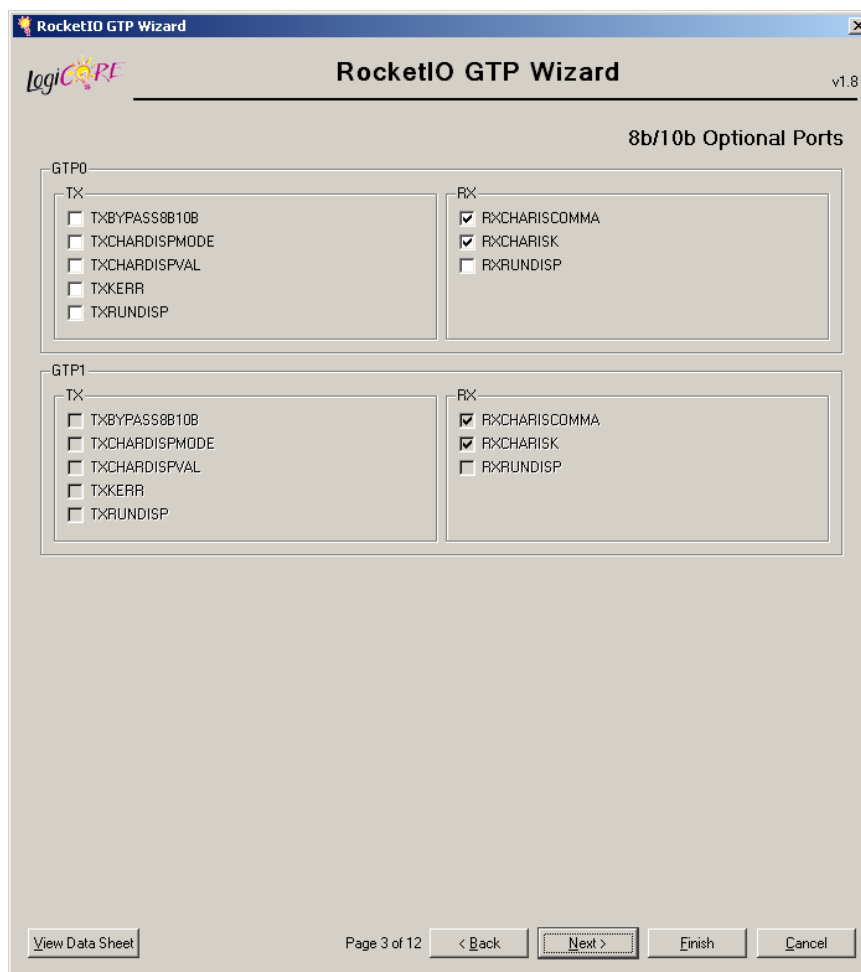 RocketIO GTP Wizard
LogiCORE
RocketIO GTP Wizard
v1.8
8b/10b Optional Ports
GTP0
TX
TXBYPASS8B10B
TXCHARDISPMODE
TXCHARDISPVAL
TXKERR
TXRUNDISP
RX
RXCHARISCOMMA
RXCHARISK
RXRUNDISP
GTP1
TX
TXBYPASS8B10B
TXCHARDISPMODE
TXCHARDISPVAL
TXKERR
TXRUNDISP
RX
RXCHARISCOMMA
RXCHARISK
RXRUNDISP
View Data Sheet
Page 3 of 12
< Back
Next >
Finish
Cancel